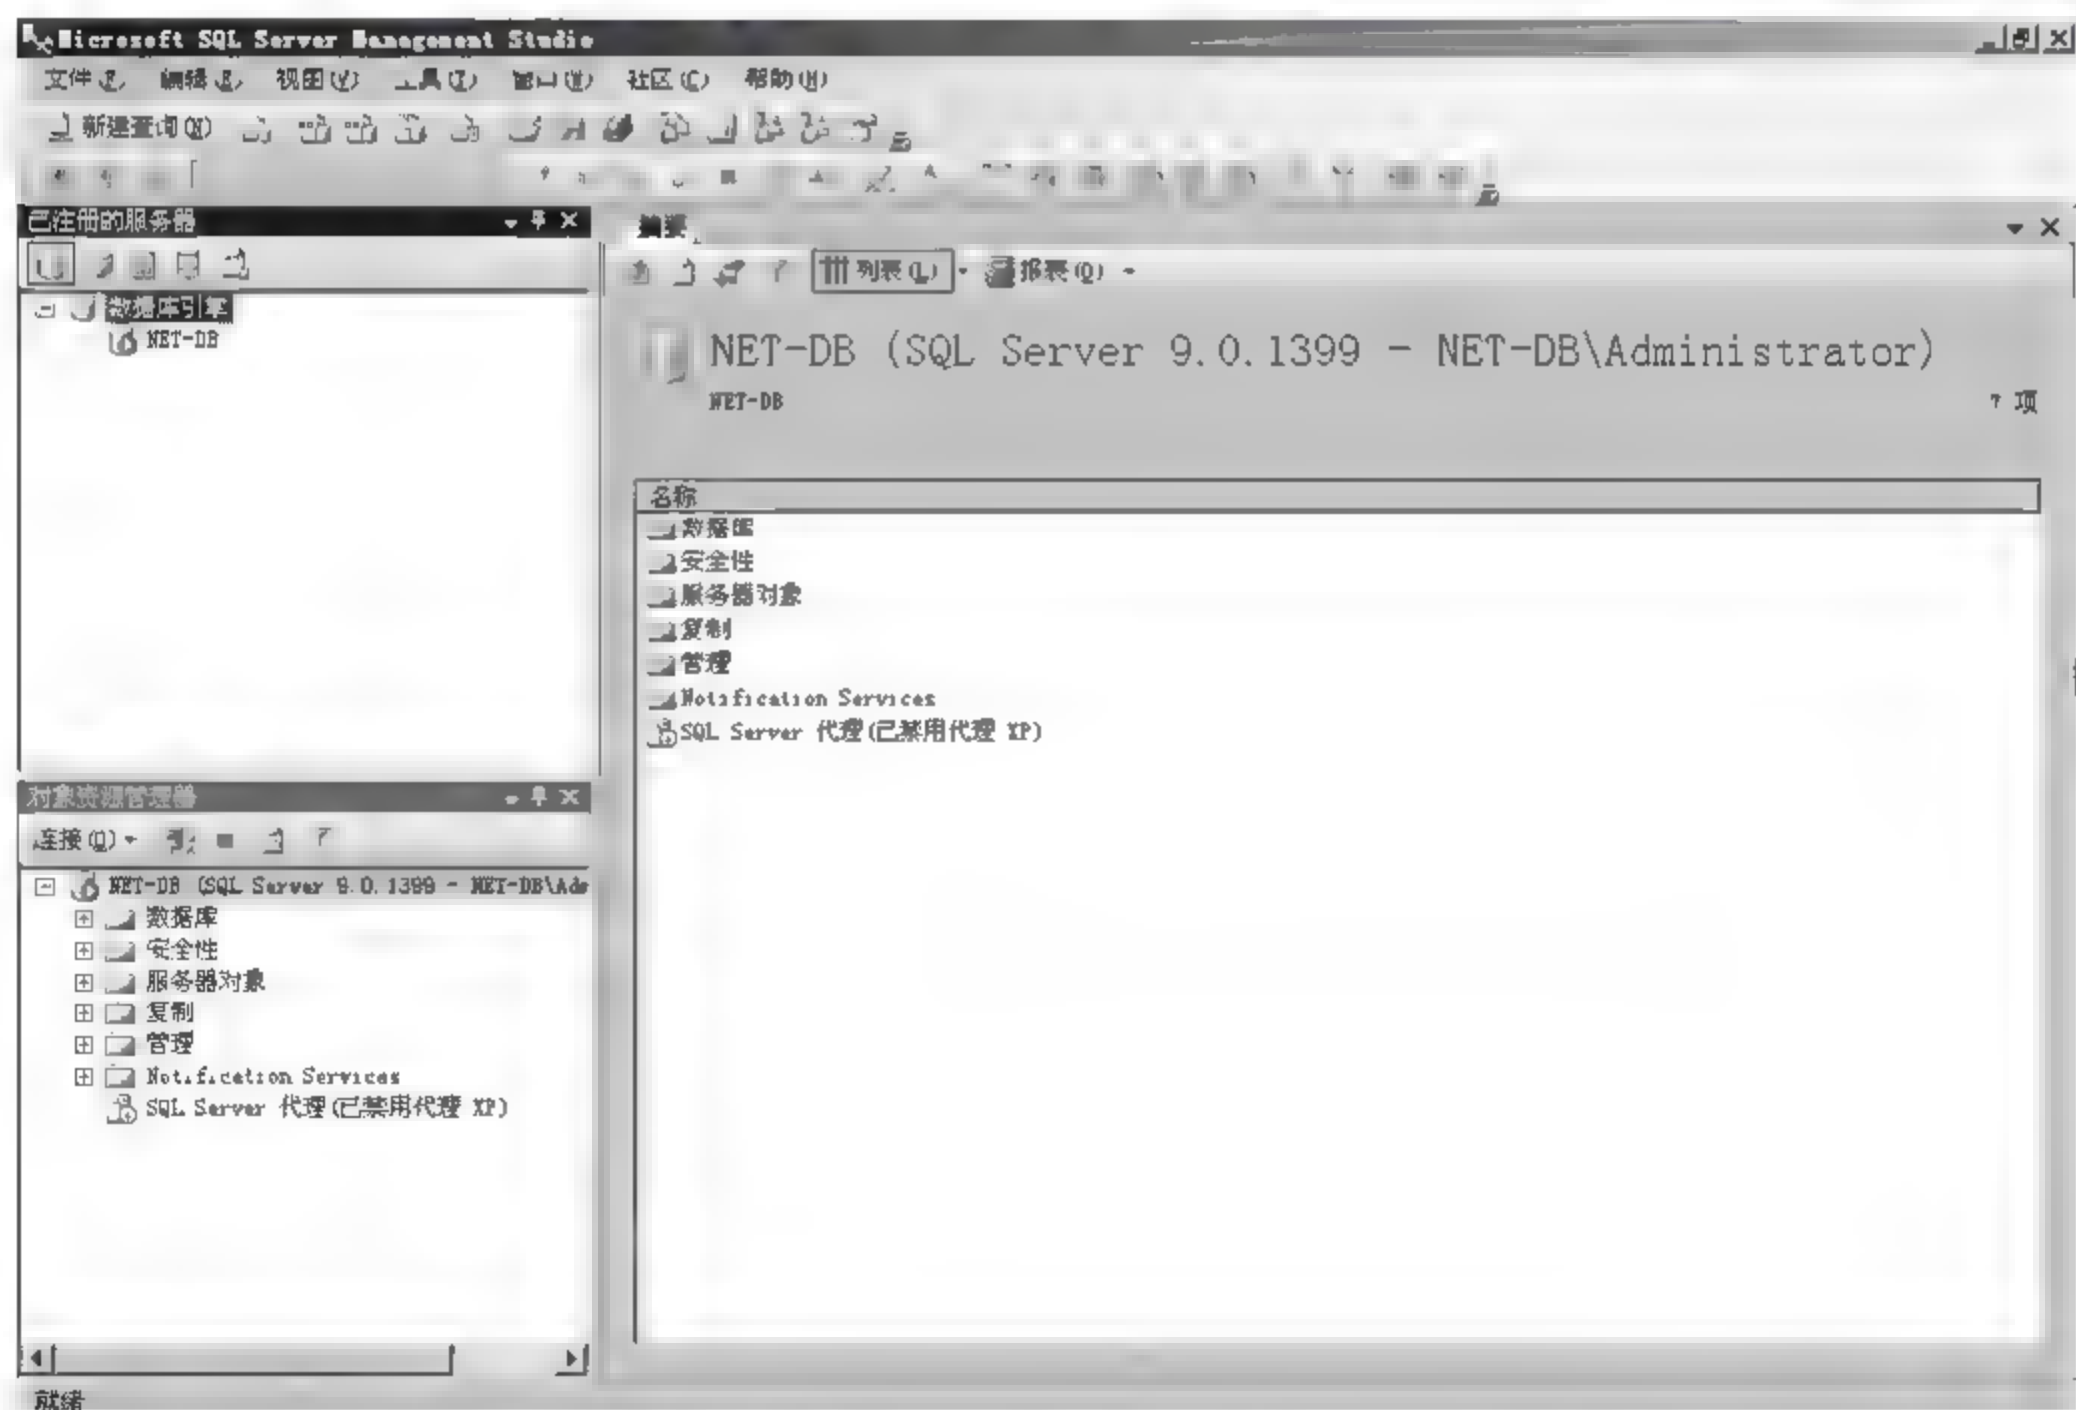 Microsoft SQL Server Management Studio
文件(F) 编辑(E) 视图(V) 工具(T) 窗口(W) 社区(C) 帮助(H)
新建查询(N)
已注册的服务器
数据库引擎
NET-DB
摘要
列表(L) 报表(O)
NET-DB (SQL Server 9.0.1399 - NET-DB\Administrator)
NET-DB
7 项
名称
数据库
安全性
服务器对象
复制
管理
Notification Services
SQL Server 代理(已禁用代理 XP)
对象资源管理器
连接(O)
NET-DB (SQL Server 9.0.1399 - NET-DB\Adm
数据库
安全性
服务器对象
复制
管理
Notification Services
SQL Server 代理(已禁用代理 XP)
就绪